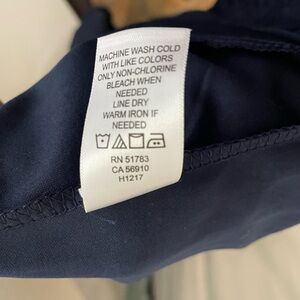 MACHINE WASH COLD
WITH LIKE COLORS
ONLY NON-CHLORINE
BLEACH WHEN
NEEDED
LINE DRY
WARM IRON IF
NEEDED
RN 51783
CA 56910
H1217